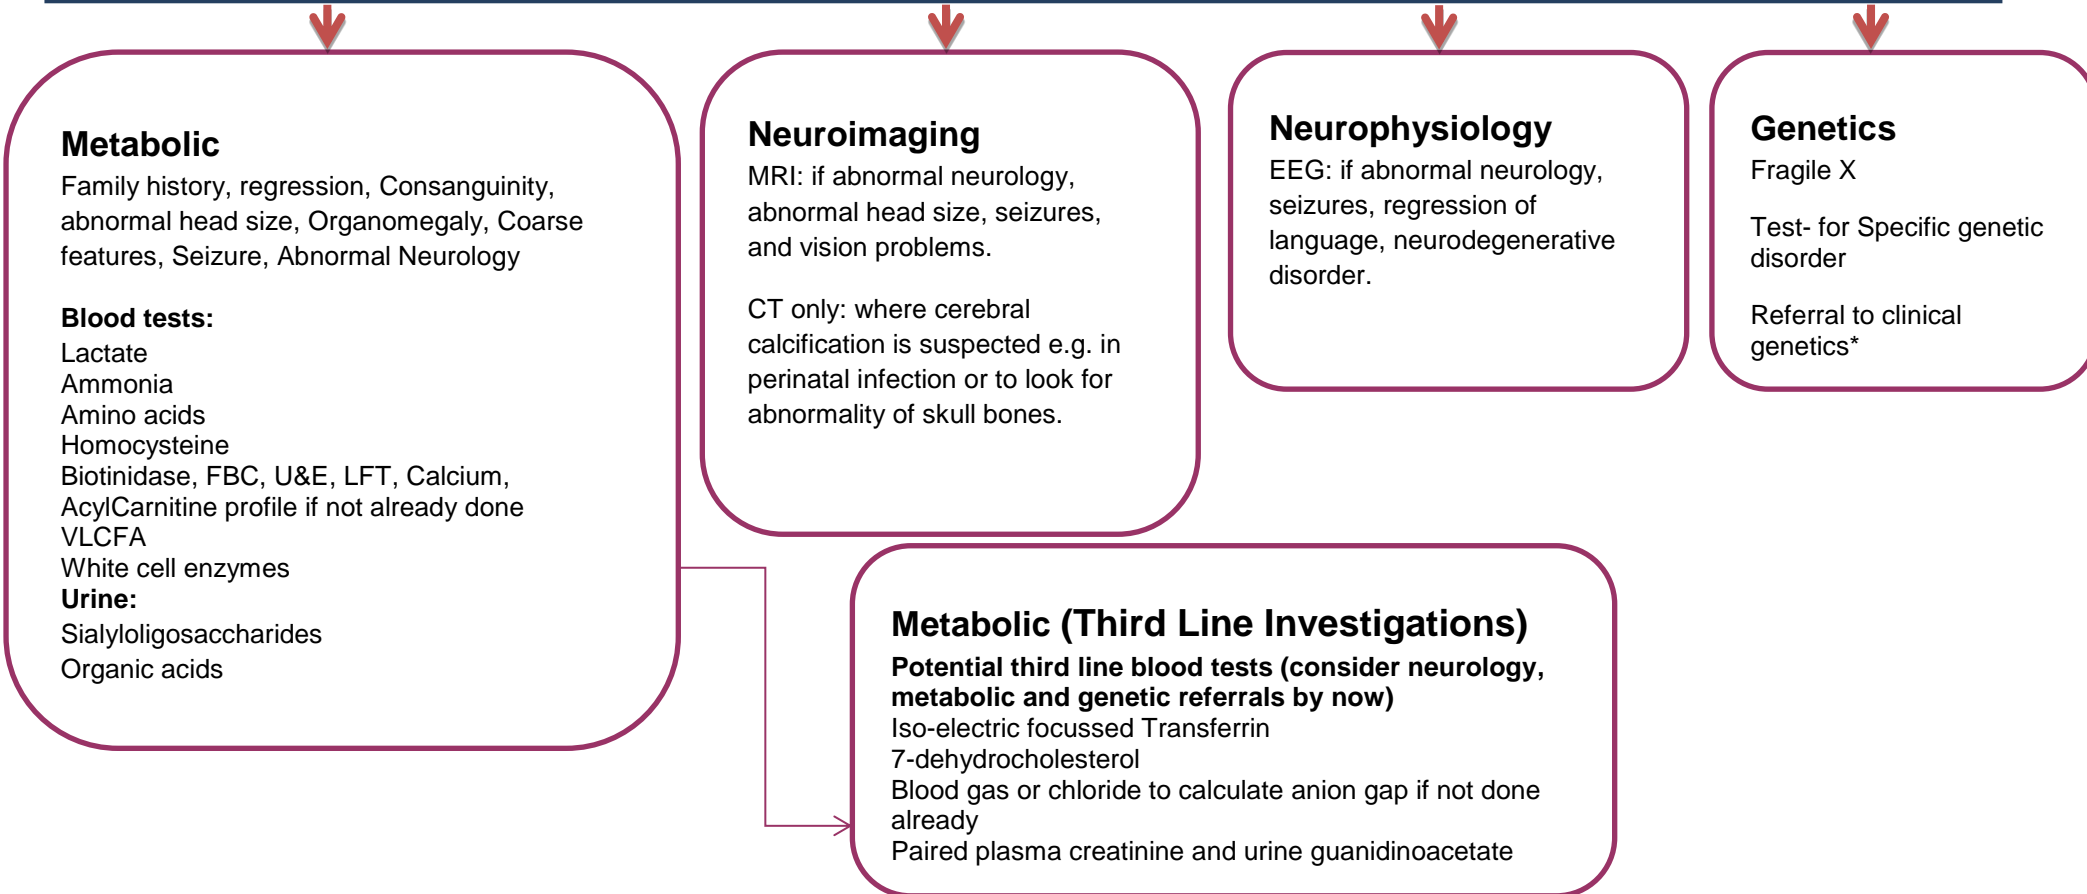 Metabolic
Family history, regression, Consanguinity,
abnormal head size, Organomegaly, Coarse
features, Seizure, Abnormal Neurology
Blood tests:
Lactate
Ammonia
Amino acids
Homocysteine
Biotinidase, FBC, U&E, LFT, Calcium,
AcylCarnitine profile if not already done
VLCFA
White cell enzymes
Urine:
Sialyloligosaccharides
Organic acids
Neuroimaging
MRI: if abnormal neurology,
abnormal head size, seizures,
and vision problems.
CT only: where cerebral
calcification is suspected e.g. in
perinatal infection or to look for
abnormality of skull bones.
Neurophysiology
EEG: if abnormal neurology,
seizures, regression of
language, neurodegenerative
disorder.
Genetics
Fragile X
Test- for Specific genetic
disorder
Referral to clinical
genetics*
Metabolic (Third Line Investigations)
Potential third line blood tests (consider neurology,
metabolic and genetic referrals by now)
Iso-electric focussed Transferrin
7-dehydrocholesterol
Blood gas or chloride to calculate anion gap if not done
already
Paired plasma creatinine and urine guanidinoacetate